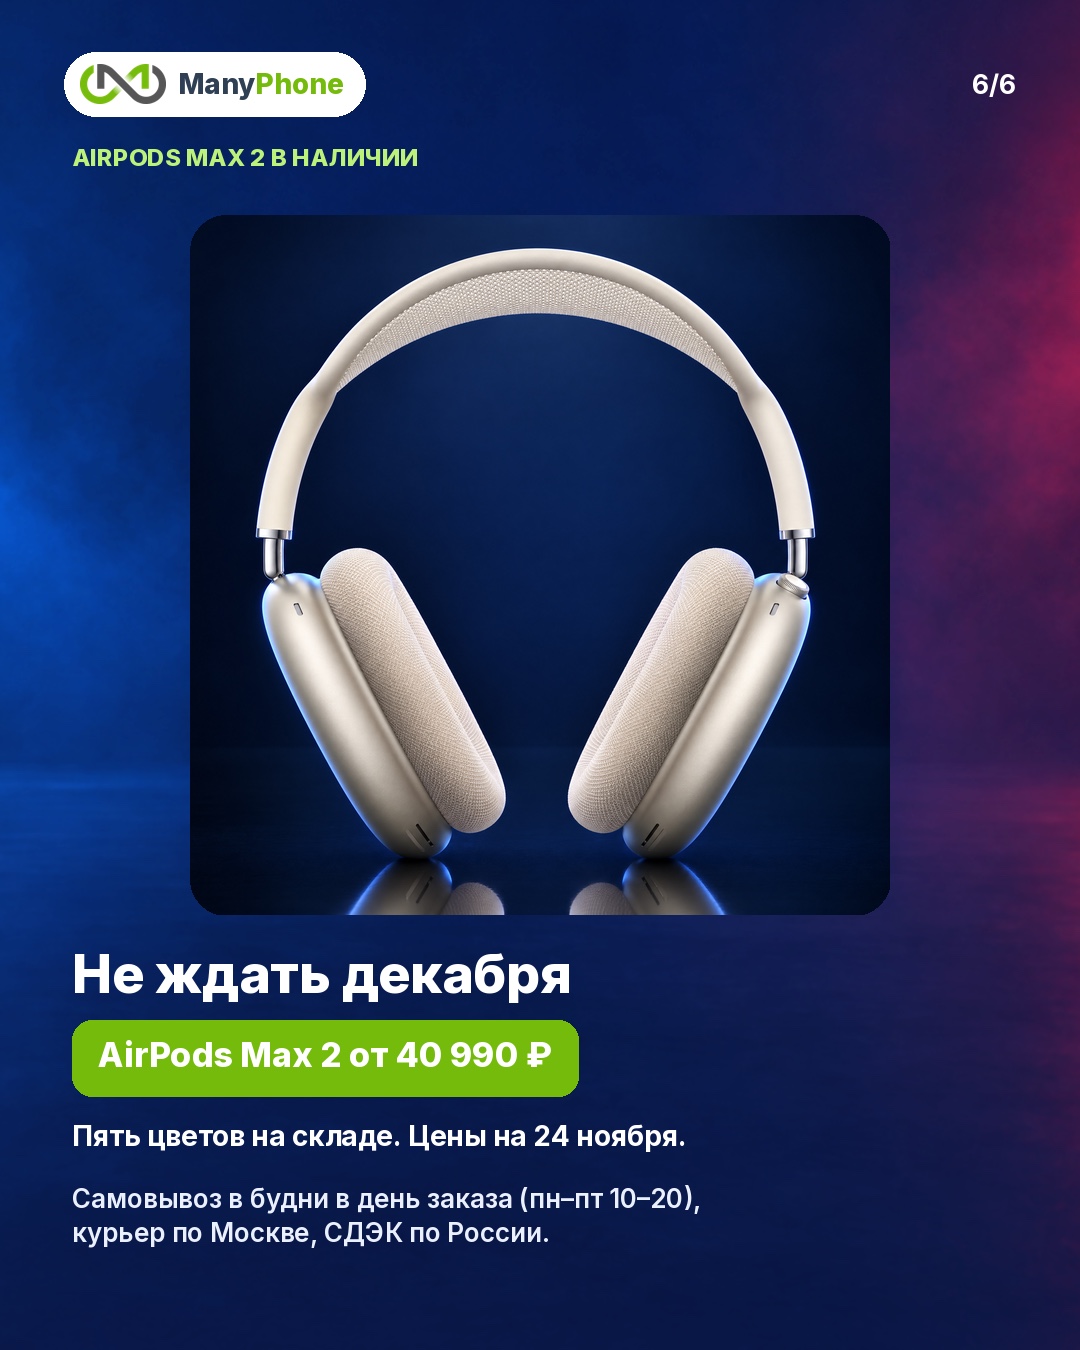 ManyPhone
6/6
AIRPODS MAX 2 В НАЛИЧИИ
Не ждать декабря
AirPods Max 2 от 40 990 ₽
Пять цветов на складе. Цены на 24 ноября.
Самовывоз в будни в день заказа (пн–пт 10–20),
курьер по Москве, СДЭК по России.